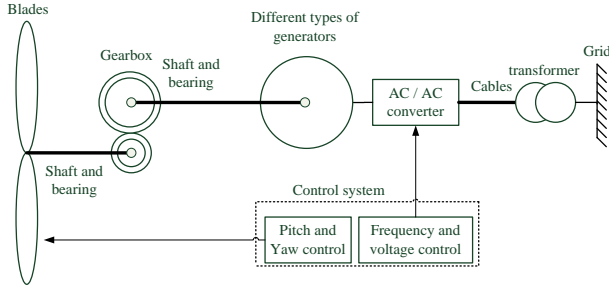 Blades
Gearbox
Shaft and
bearing
Different types of
generators
AC / AC
converter
Cables
transformer
Grid
Shaft and
bearing
Control system
Pitch and
Yaw control
Frequency and
voltage control